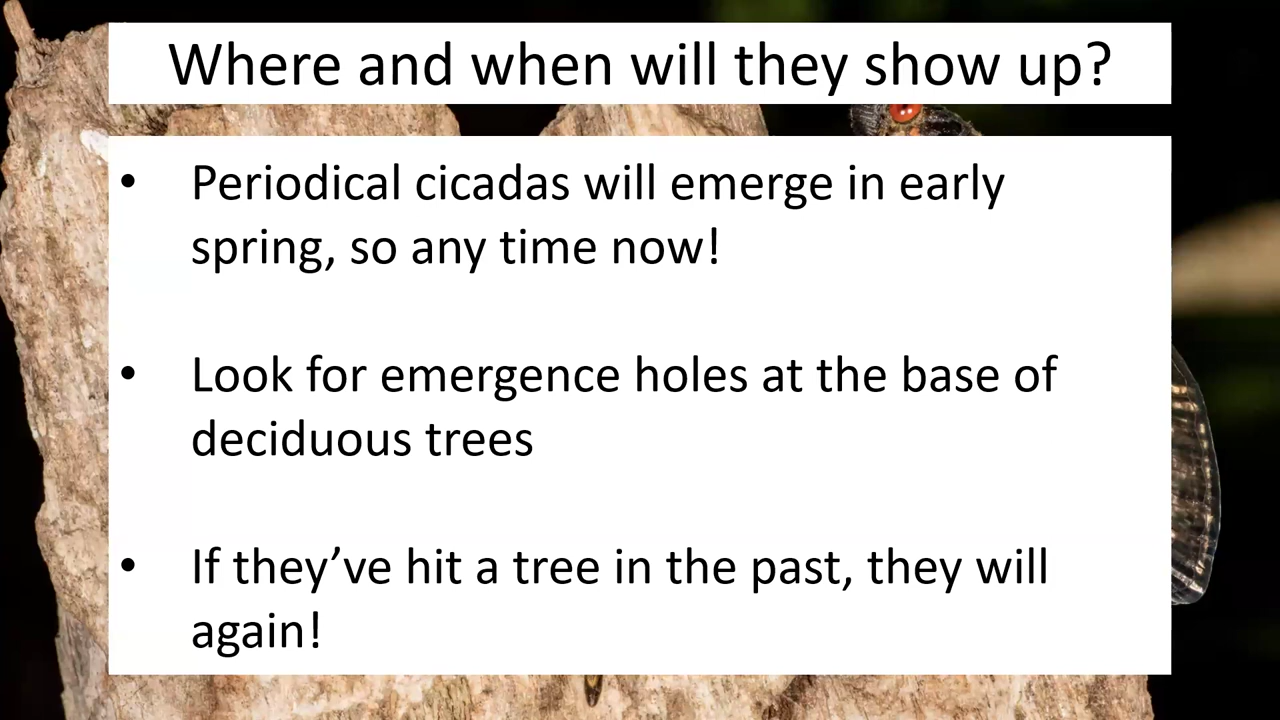 Where and when will they show up?
• Periodical cicadas will emerge in early
spring, so any time now!
• Look for emergence holes at the base of
deciduous trees
• If they’ve hit a tree in the past, they will
again!